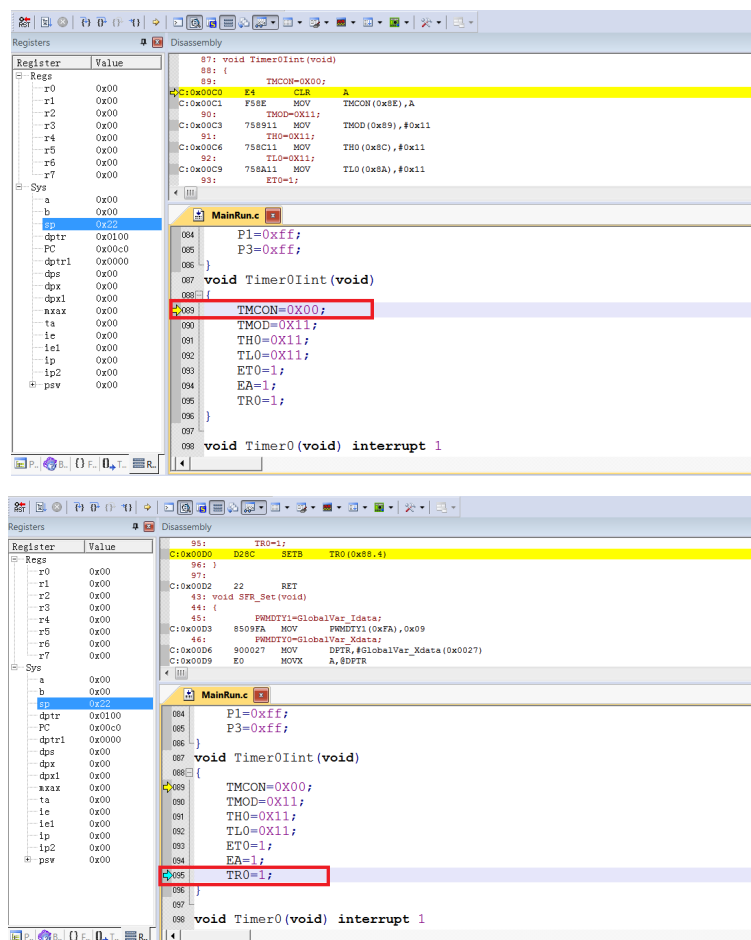 Registers
Disassembly
Register Value
Regs
r0 0x00
r1 0x00
r2 0x00
r3 0x00
r4 0x00
r5 0x00
r6 0x00
r7 0x00
Sys
a 0x00
b 0x00
sp 0x22
dptr 0x0100
PC 0x00c0
dptr1 0x0000
dps 0x00
dpx 0x00
dpx1 0x00
mxax 0x00
ta 0x00
ie 0x00
ie1 0x00
ip 0x00
ip2 0x00
psw 0x00
P.. B.. {} F.. T.. R..
87: void Timer0Iint(void)
88: {
89: TMCON=0X00;
C:0x00C0 E4 CLR A
C:0x00C1 F58E MOV TMCON(0x8E),A
90: TMOD=0X11;
C:0x00C3 758911 MOV TMOD(0x89),#0x11
91: TH0=0X11;
C:0x00C6 758C11 MOV TH0(0x8C),#0x11
92: TL0=0X11;
C:0x00C9 758A11 MOV TL0(0x8A),#0x11
93: ET0=1;
MainRun.c
084 P1=0xff;
085 P3=0xff;
086 }
087 void Timer0Iint(void)
088 {
089 TMCON=0X00;
090 TMOD=0X11;
091 TH0=0X11;
092 TL0=0X11;
093 ET0=1;
094 EA=1;
095 TR0=1;
096 }
097
098 void Timer0(void) interrupt 1
Registers
Disassembly
Register Value
Regs
r0 0x00
r1 0x00
r2 0x00
r3 0x00
r4 0x00
r5 0x00
r6 0x00
r7 0x00
Sys
a 0x00
b 0x00
sp 0x22
dptr 0x0100
PC 0x00c0
dptr1 0x0000
dps 0x00
dpx 0x00
dpx1 0x00
mxax 0x00
ta 0x00
ie 0x00
ie1 0x00
ip 0x00
ip2 0x00
psw 0x00
P.. B.. {} F.. T.. R..
95: TR0=1;
C:0x00D0 D28C SETB TR0(0x88.4)
96: }
97:
C:0x00D2 22 RET
43: void SFR_Set(void)
44: {
45: PWMDTY1=GlobalVar_Idata;
C:0x00D3 8509FA MOV PWMDTY1(0xFA),0x09
46: PWMDTY0=GlobalVar_Xdata;
C:0x00D6 900027 MOV DPTR,#GlobalVar_Xdata(0x0027)
C:0x00D9 E0 MOVX A,@DPTR
MainRun.c
084 P1=0xff;
085 P3=0xff;
086 }
087 void Timer0Iint(void)
088 {
089 TMCON=0X00;
090 TMOD=0X11;
091 TH0=0X11;
092 TL0=0X11;
093 ET0=1;
094 EA=1;
095 TR0=1;
096 }
097
098 void Timer0(void) interrupt 1